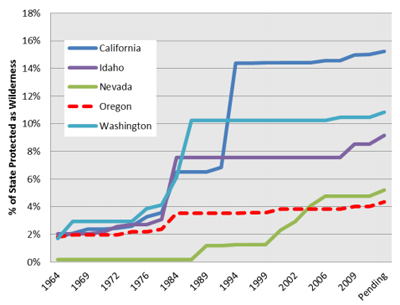 18%
16%
14%
12%
10%
8%
6%
4%
2%
0%
% of State Protected as Wilderness
California
Idaho
Nevada
Oregon
Washington
1964 1969 1972 1976 1984 1989 1994 1999 2002 2006 2009 Pending